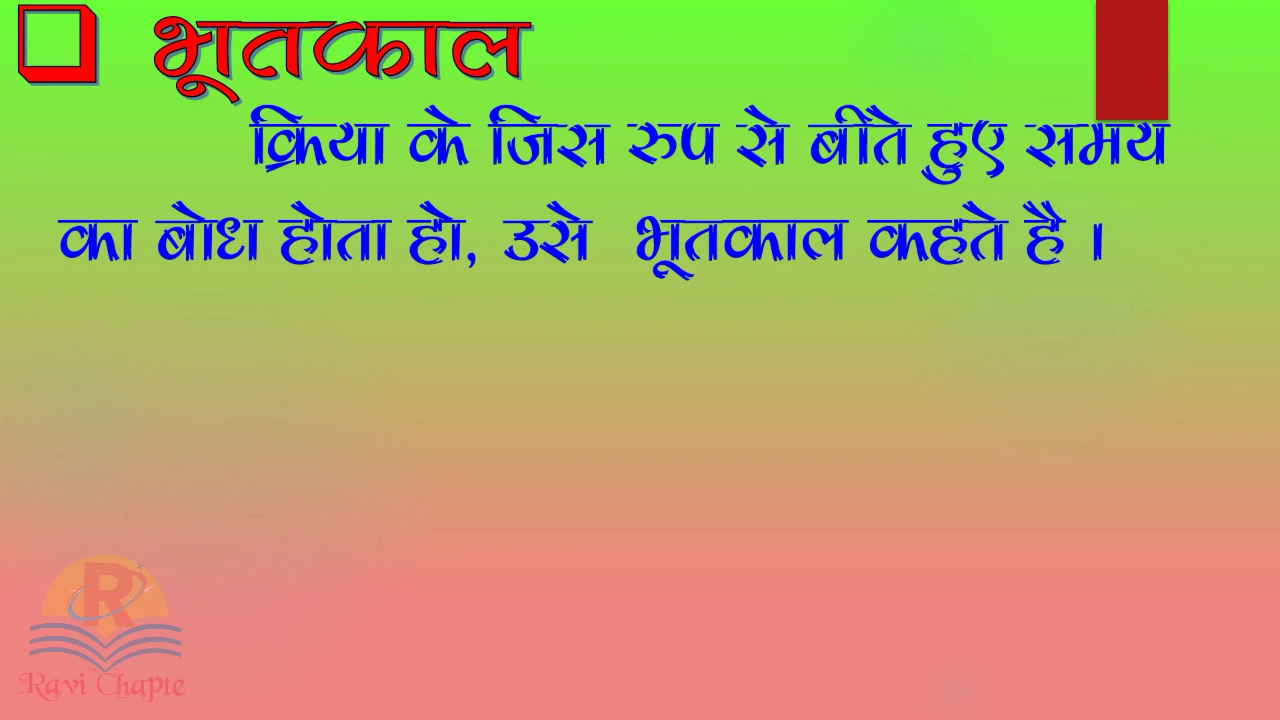 भूतकाल
क्रिया के जिस रुप से बीते हुए समय
का बोध होता हो, उसे भूतकाल कहते है ।
R
Ravi Chapte